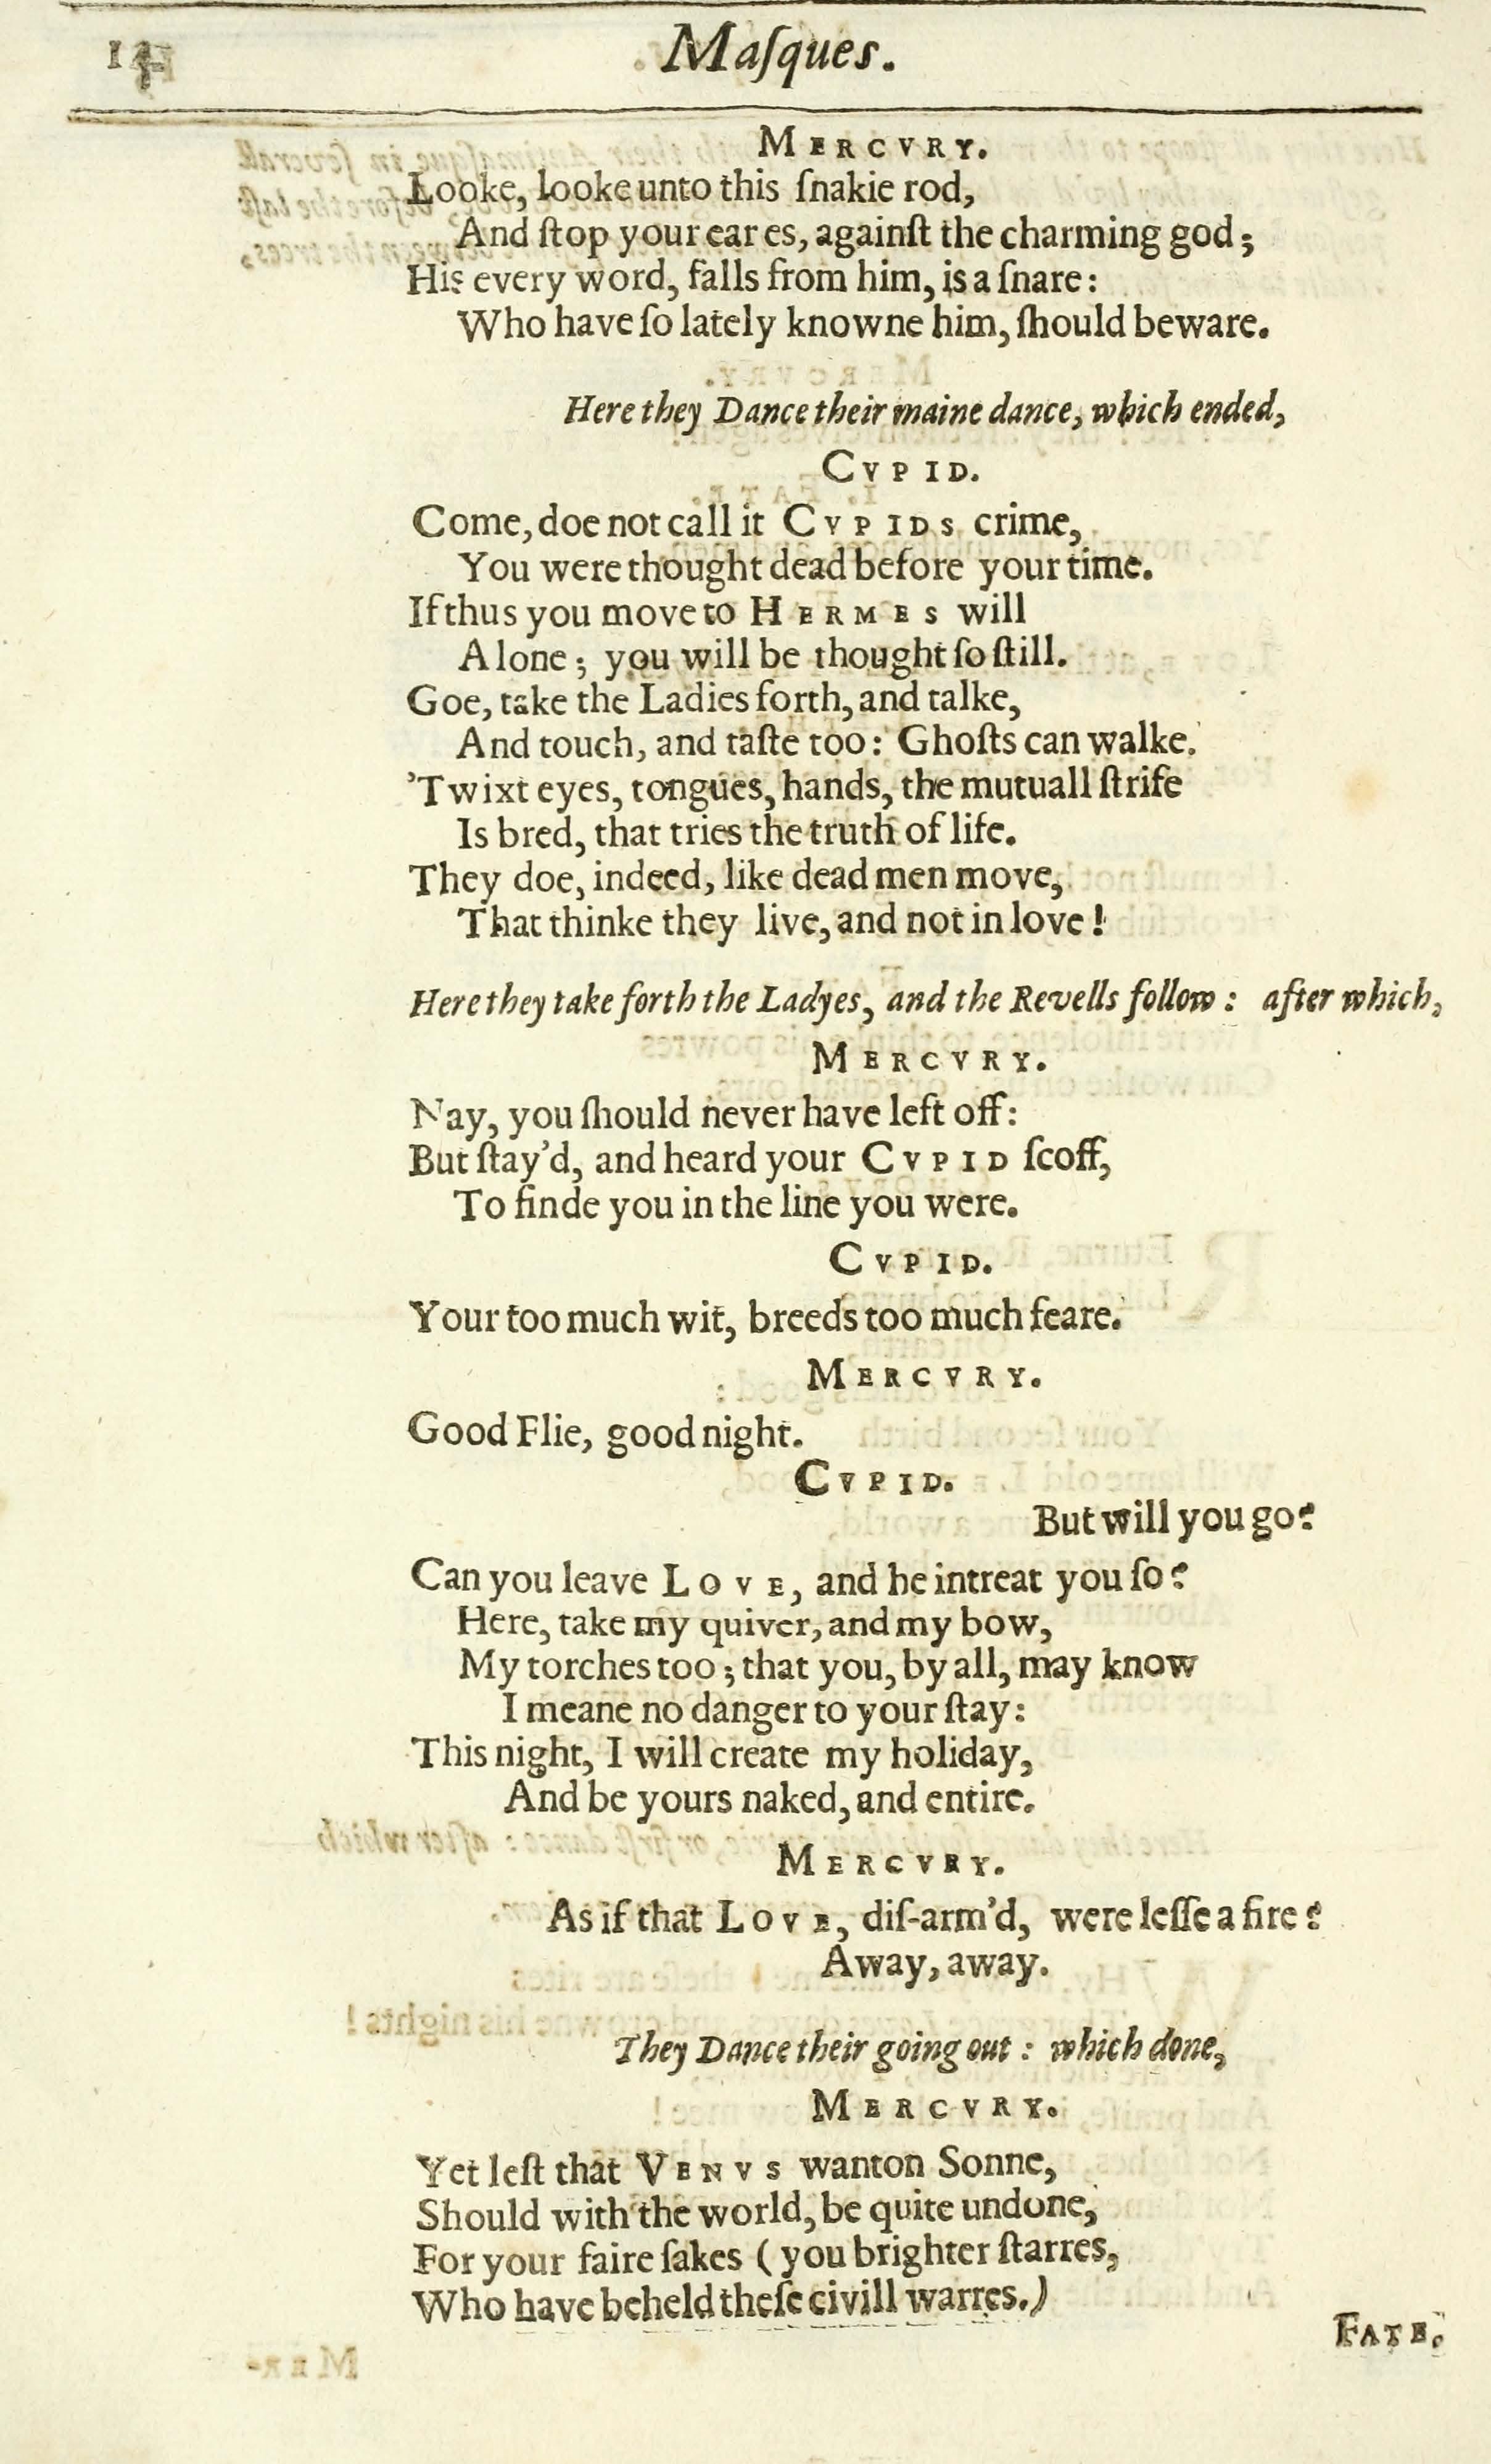 14 Maſques.
MERCVRY.
Looke, looke unto this ſnakie rod,
And ſtop your eares, againſt the charming god;
His every word, falls from him, is a ſnare:
Who have ſo lately knowne him, ſhould beware.
Here they Dance their maine dance, which ended,
CVPID.
Come, doe not call it CVPIDS crime,
You were thought dead before your time.
If thus you move to HERMES will
Alone; you will be thought ſo ſtill.
Goe, take the Ladies forth, and talke,
And touch, and taſte too: Ghoſts can walke.
'Twixt eyes, tongues, hands, the mutuall ſtrife
Is bred, that tries the truth of life.
They doe, indeed, like dead men move,
That thinke they live, and not in love!
Here they take forth the Ladyes, and the Revells follow: after which,
MERCVRY.
Nay, you ſhould never have left off:
But ſtay'd, and heard your CVPID ſcoff,
To finde you in the line you were.
CVPID.
Your too much wit, breeds too much feare.
MERCVRY.
Good Flie, good night.
CVPID.
But will you go?
Can you leave LOVE, and he intreat you ſo?
Here, take my quiver, and my bow,
My torches too; that you, by all, may know
I meane no danger to your ſtay:
This night, I will create my holiday,
And be yours naked, and entire.
MERCVRY.
As if that LOVE, diſ-arm'd, were leſſe a fire?
Away, away.
They Dance their going out: which done,
MERCVRY.
Yet leſt that VENVS wanton Sonne,
Should with the world, be quite undone,
For your faire ſakes (you brighter ſtarres,
Who have beheld theſe civill warres.)
FATE.